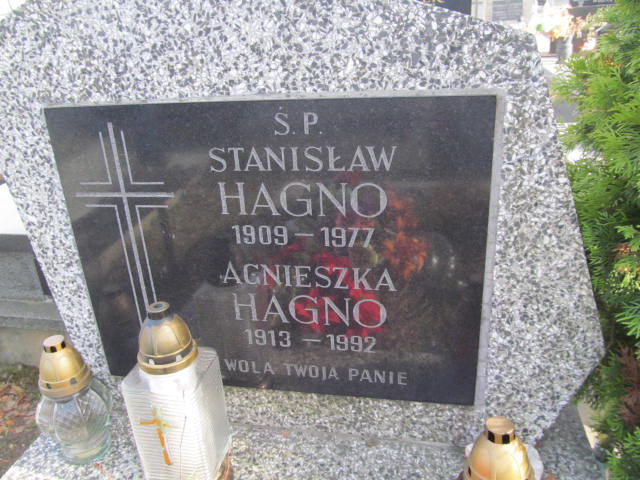 Ś.P.
STANISŁAW
HAGNO
1909 - 1977
AGNIESZKA
HAGNO
1913 - 1992
WOLA TWOJA PANIE